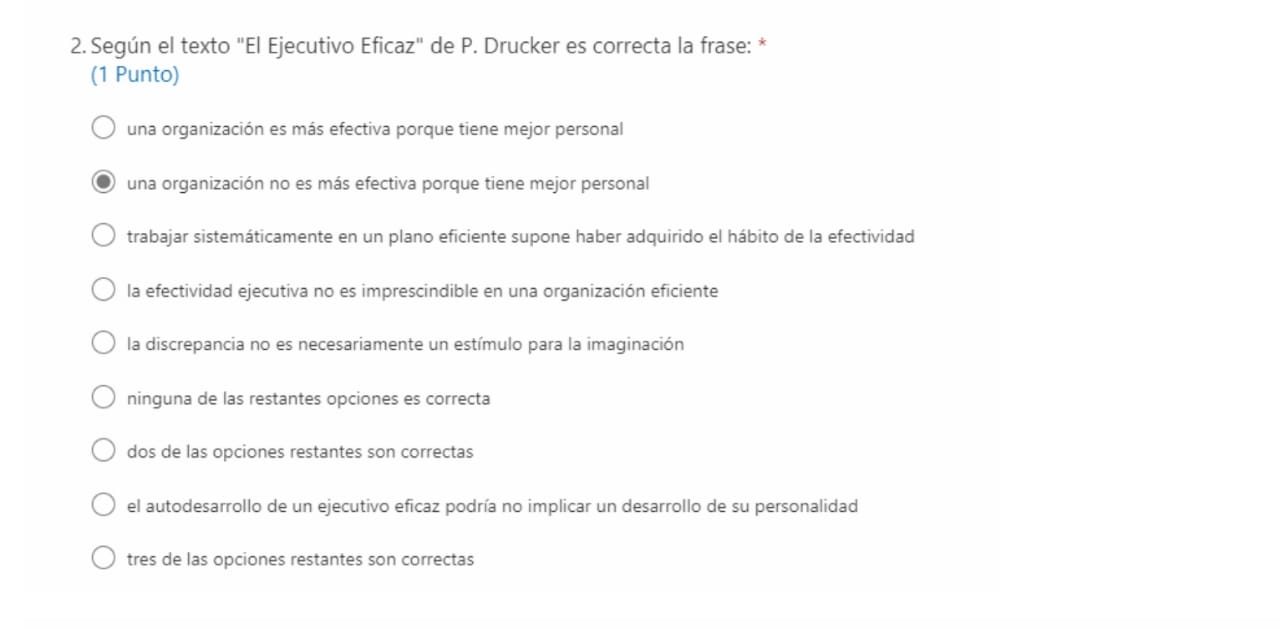 2. Según el texto "El Ejecutivo Eficaz" de P. Drucker es correcta la frase: *
(1 Punto)
una organización es más efectiva porque tiene mejor personal
una organización no es más efectiva porque tiene mejor personal
trabajar sistemáticamente en un plano eficiente supone haber adquirido el hábito de la efectividad
la efectividad ejecutiva no es imprescindible en una organización eficiente
la discrepancia no es necesariamente un estímulo para la imaginación
ninguna de las restantes opciones es correcta
dos de las opciones restantes son correctas
el autodesarrollo de un ejecutivo eficaz podría no implicar un desarrollo de su personalidad
tres de las opciones restantes son correctas